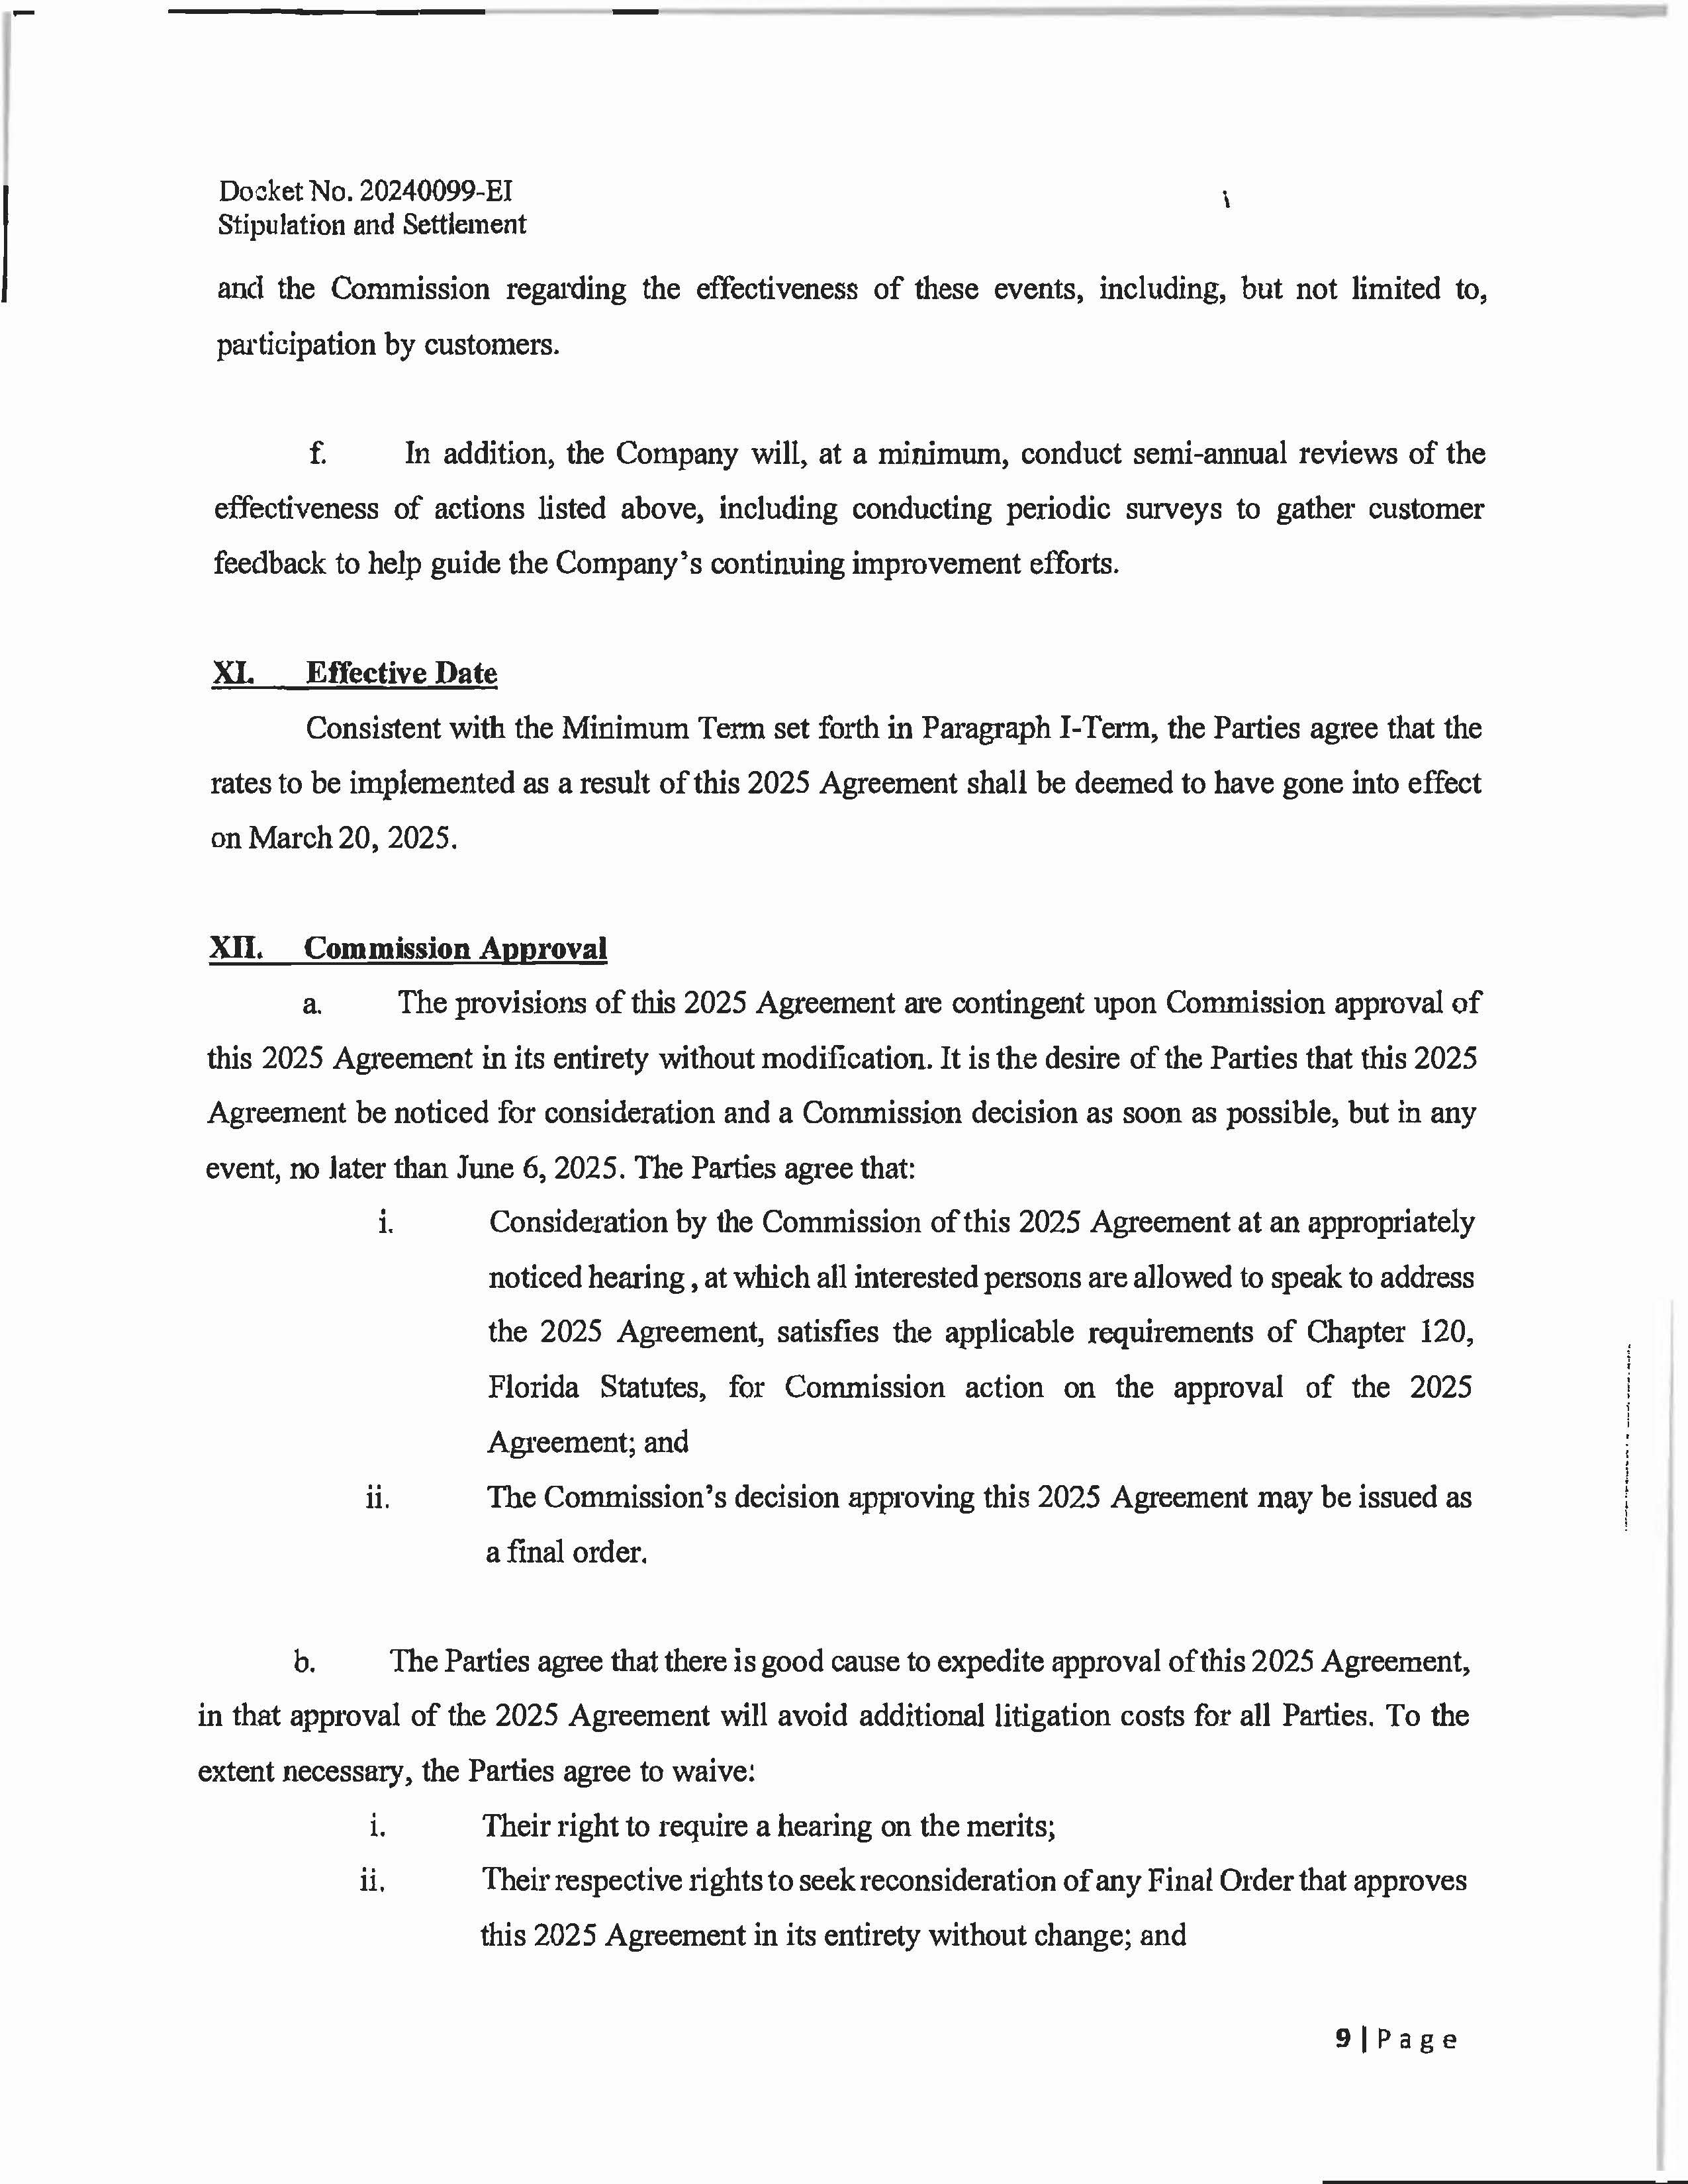 Docket No. 20240099-EI
Stipulation and Settlement
and the Commission regarding the effectiveness of these events, including, but not limited to,
participation by customers.
f. In addition, the Company will, at a minimum, conduct semi-annual reviews of the
effectiveness of actions listed above, including conducting periodic surveys to gather customer
feedback to help guide the Company's continuing improvement efforts.
XI. Effective Date
Consistent with the Minimum Term set forth in Paragraph I-Term, the Parties agree that the
rates to be implemented as a result of this 2025 Agreement shall be deemed to have gone into effect
on March 20, 2025.
XII. Commission Approval
a. The provisions of this 2025 Agreement are contingent upon Commission approval of
this 2025 Agreement in its entirety without modification. It is the desire of the Parties that this 2025
Agreement be noticed for consideration and a Commission decision as soon as possible, but in any
event, no later than June 6, 2025. The Parties agree that:
i. Consideration by the Commission of this 2025 Agreement at an appropriately
noticed hearing, at which all interested persons are allowed to speak to address
the 2025 Agreement, satisfies the applicable requirements of Chapter 120,
Florida Statutes, for Commission action on the approval of the 2025
Agreement; and
ii. The Commission's decision approving this 2025 Agreement may be issued as
a final order.
b. The Parties agree that there is good cause to expedite approval of this 2025 Agreement,
in that approval of the 2025 Agreement will avoid additional litigation costs for all Parties. To the
extent necessary, the Parties agree to waive:
i. Their right to require a hearing on the merits;
ii. Their respective rights to seek reconsideration of any Final Order that approves
this 2025 Agreement in its entirety without change; and
9 | Page